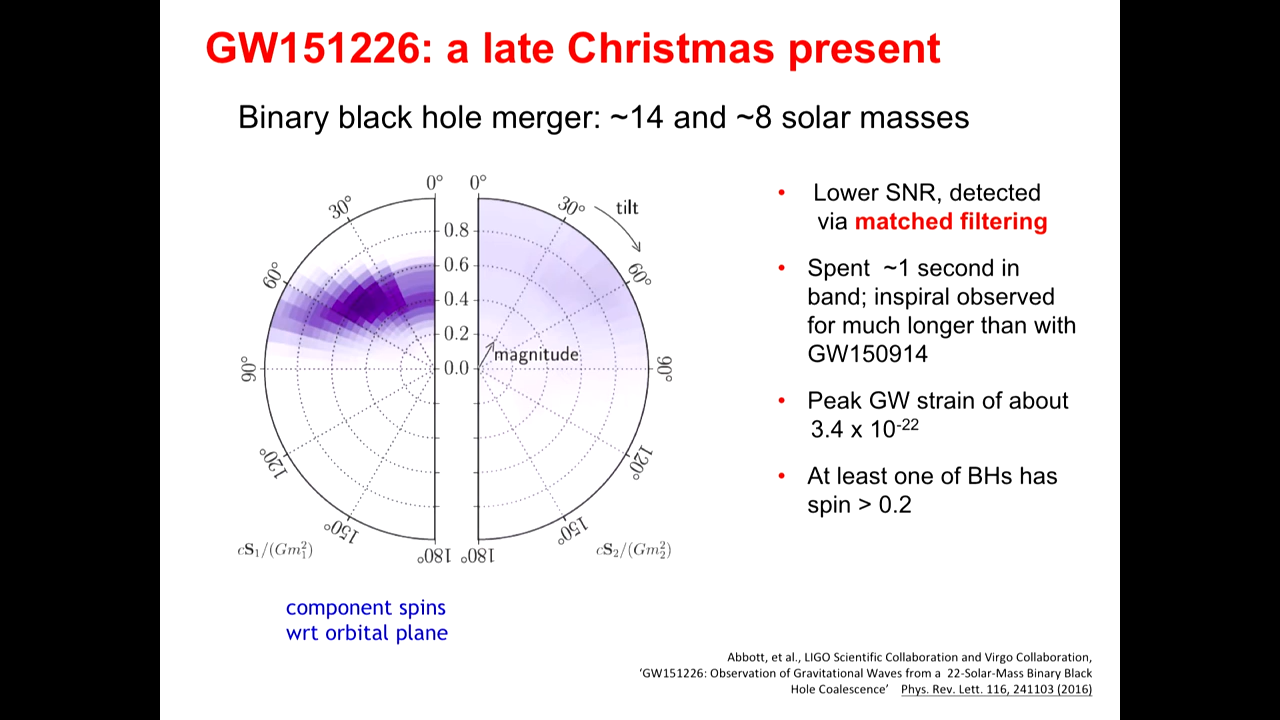 GW151226: a late Christmas present
Binary black hole merger: ~14 and ~8 solar masses
0° 0°
30° 30° tilt
0.8
60° 0.6 60°
0.4
0.2
magnitude
90° 0.0 90°
120° 120°
150° 150°
cS₁/(Gm₁²) 180° 180° cS₂/(Gm₂²)
component spins
wrt orbital plane
• Lower SNR, detected
via matched filtering
• Spent ~1 second in
band; inspiral observed
for much longer than with
GW150914
• Peak GW strain of about
3.4 x 10⁻²²
• At least one of BHs has
spin > 0.2
Abbott, et al., LIGO Scientific Collaboration and Virgo Collaboration,
‘GW151226: Observation of Gravitational Waves from a 22-Solar-Mass Binary Black
Hole Coalescence’ Phys. Rev. Lett. 116, 241103 (2016)